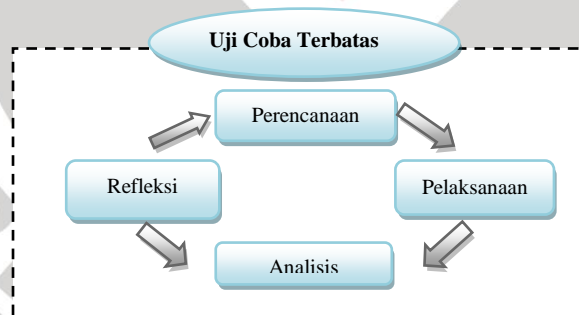 Uji Coba Terbatas
Perencanaan
Refleksi
Pelaksanaan
Analisis